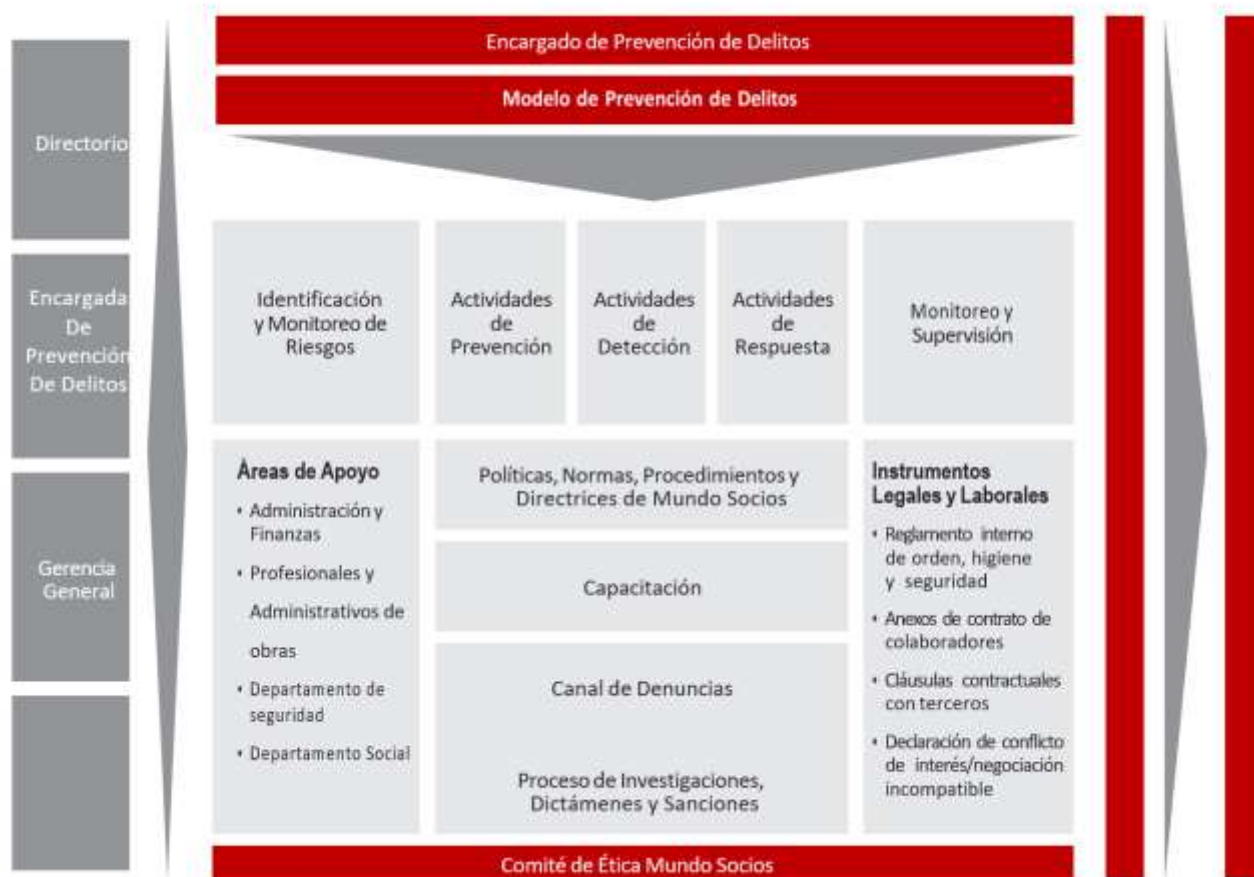 Encargado de Prevención de Delitos
Modelo de Prevención de Delitos
Directorio
Encargada
De
Prevención
De Delitos
Gerencia
General
Identificación
y Monitoreo de
Riesgos
Actividades
de
Prevención
Actividades
de
Detección
Actividades
de
Respuesta
Monitoreo y
Supervisión
Áreas de Apoyo
• Administración y
Finanzas
• Profesionales y
Administrativos de
obras
• Departamento de
seguridad
• Departamento Social
Políticas, Normas, Procedimientos y
Directrices de Mundo Socios
Capacitación
Canal de Denuncias
Proceso de Investigaciones,
Dictámenes y Sanciones
Instrumentos
Legales y Laborales
• Reglamento interno
de orden, higiene
y seguridad
• Anexos de contrato de
colaboradores
• Cláusulas contractuales
con terceros
• Declaración de conflicto
de interés/negociación
incompatible
Comité de Ética Mundo Socios